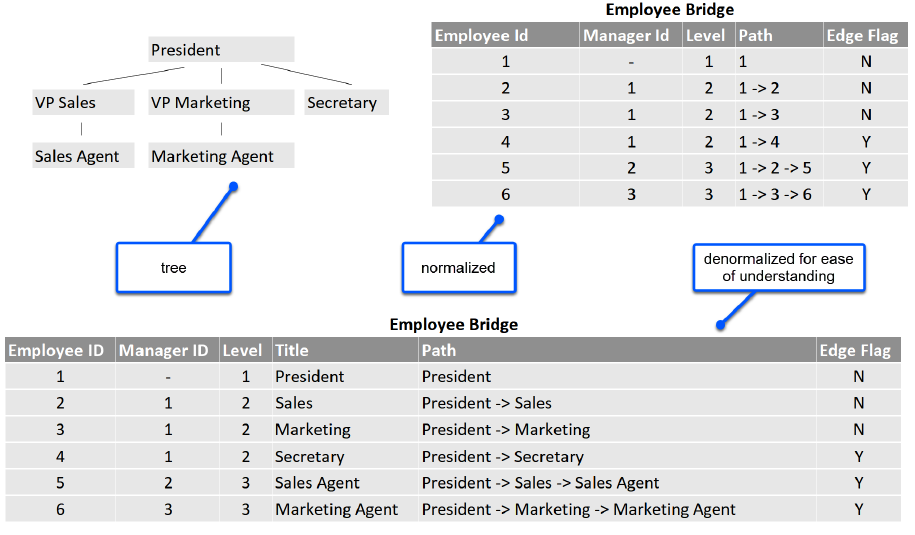 President
VP Sales VP Marketing Secretary
Sales Agent Marketing Agent
tree
Employee Bridge
Employee Id Manager Id Level Path Edge Flag
1 - 1 1 N
2 1 2 1 -> 2 N
3 1 2 1 -> 3 N
4 1 2 1 -> 4 Y
5 2 3 1 -> 2 -> 5 Y
6 3 3 1 -> 3 -> 6 Y
normalized
denormalized for ease
of understanding
Employee Bridge
Employee ID Manager ID Level Title Path Edge Flag
1 - 1 President President N
2 1 2 Sales President -> Sales N
3 1 2 Marketing President -> Marketing N
4 1 2 Secretary President -> Secretary Y
5 2 3 Sales Agent President -> Sales -> Sales Agent Y
6 3 3 Marketing Agent President -> Marketing -> Marketing Agent Y